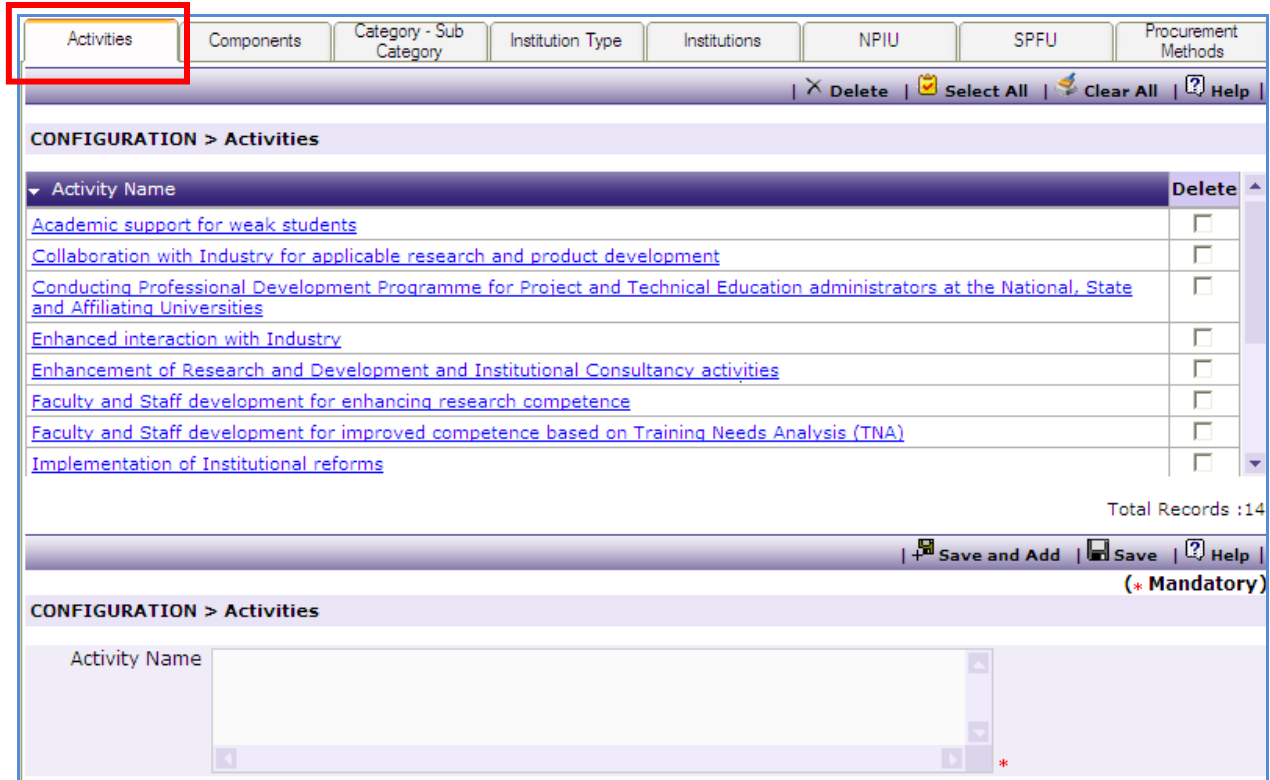 Activities
Components
Category - Sub
Category
Institution Type
Institutions
NPIU
SPFU
Procurement
Methods
| Delete | Select All | Clear All | Help |
CONFIGURATION > Activities
Activity Name Delete
Academic support for weak students
Collaboration with Industry for applicable research and product development
Conducting Professional Development Programme for Project and Technical Education administrators at the National, State
and Affiliating Universities
Enhanced interaction with Industry
Enhancement of Research and Development and Institutional Consultancy activities
Faculty and Staff development for enhancing research competence
Faculty and Staff development for improved competence based on Training Needs Analysis (TNA)
Implementation of Institutional reforms
Total Records :14
| Save and Add | Save | Help |
(* Mandatory)
CONFIGURATION > Activities
Activity Name
*